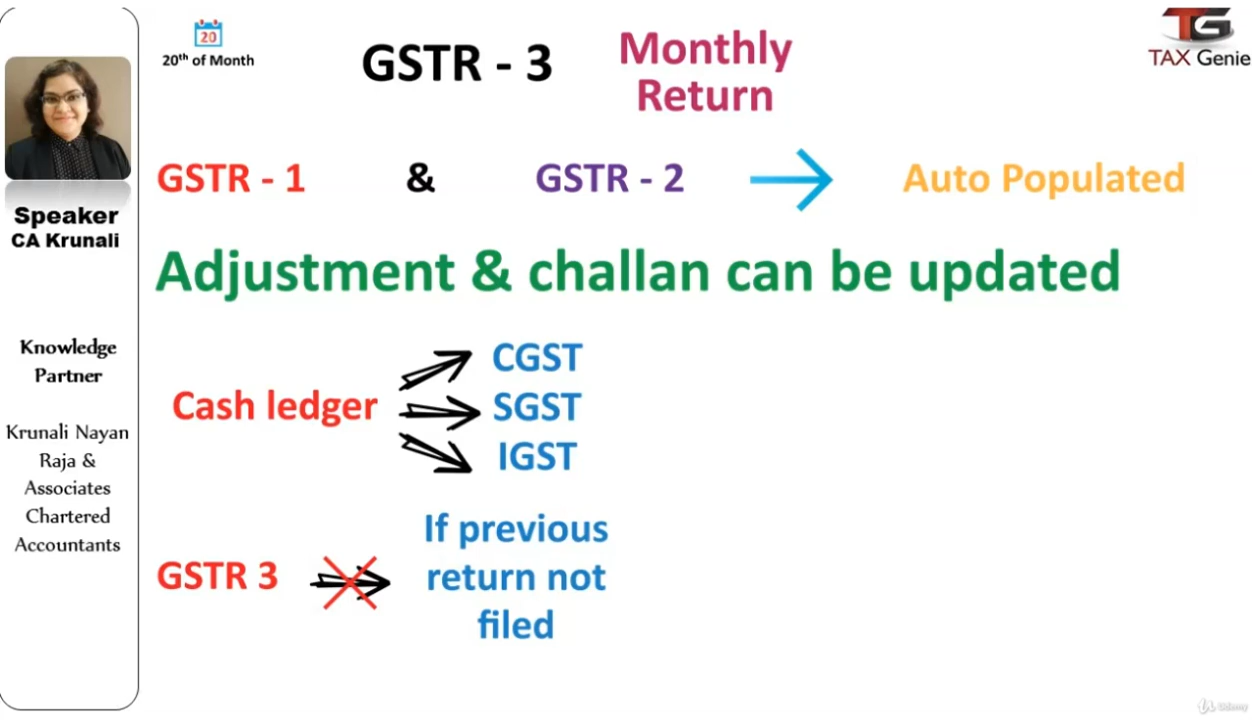 20
20th of Month
GSTR - 3
Monthly
Return
TG
TAX Genie
GSTR - 1 & GSTR - 2 Auto Populated
Adjustment & challan can be updated
Cash ledger
CGST
SGST
IGST
GSTR 3
If previous
return not
filed
Speaker
CA Krunali
Knowledge
Partner
Krunali Nayan
Raja &
Associates
Chartered
Accountants
Udemy